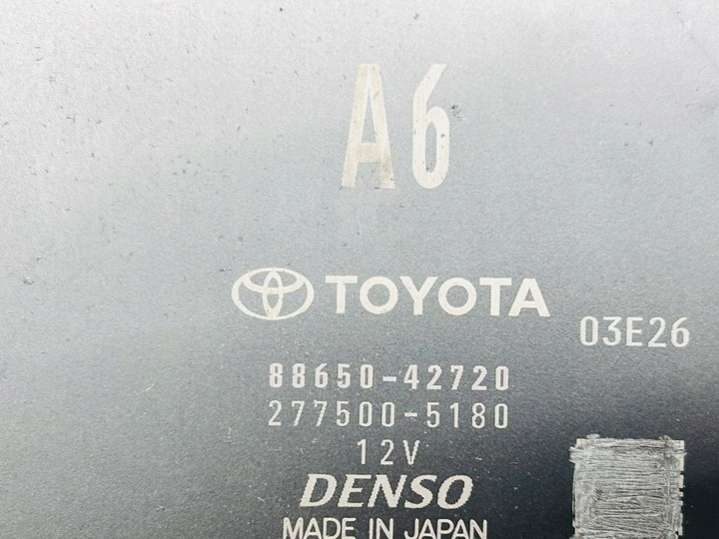 A6
TOYOTA
03E26
88650-42720
277500-5180
12V
DENSO
MADE IN JAPAN